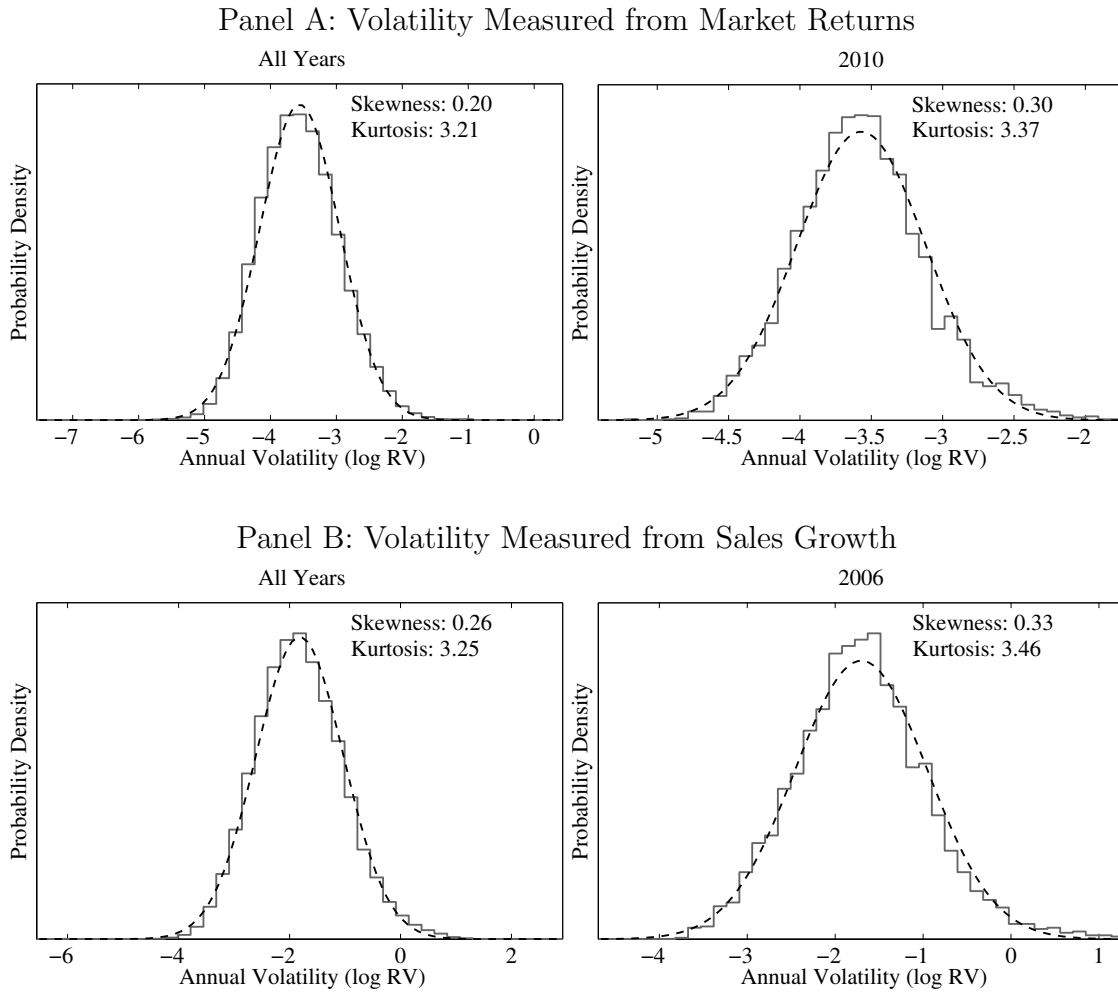 Panel A: Volatility Measured from Market Returns
All Years
2010
Skewness: 0.20
Kurtosis: 3.21
Skewness: 0.30
Kurtosis: 3.37
Probability Density
Probability Density
−7 −6 −5 −4 −3 −2 −1 0
−5 −4.5 −4 −3.5 −3 −2.5 −2
Annual Volatility (log RV)
Annual Volatility (log RV)
Panel B: Volatility Measured from Sales Growth
All Years
2006
Skewness: 0.26
Kurtosis: 3.25
Skewness: 0.33
Kurtosis: 3.46
Probability Density
Probability Density
−6 −4 −2 0 2
−4 −3 −2 −1 0 1
Annual Volatility (log RV)
Annual Volatility (log RV)